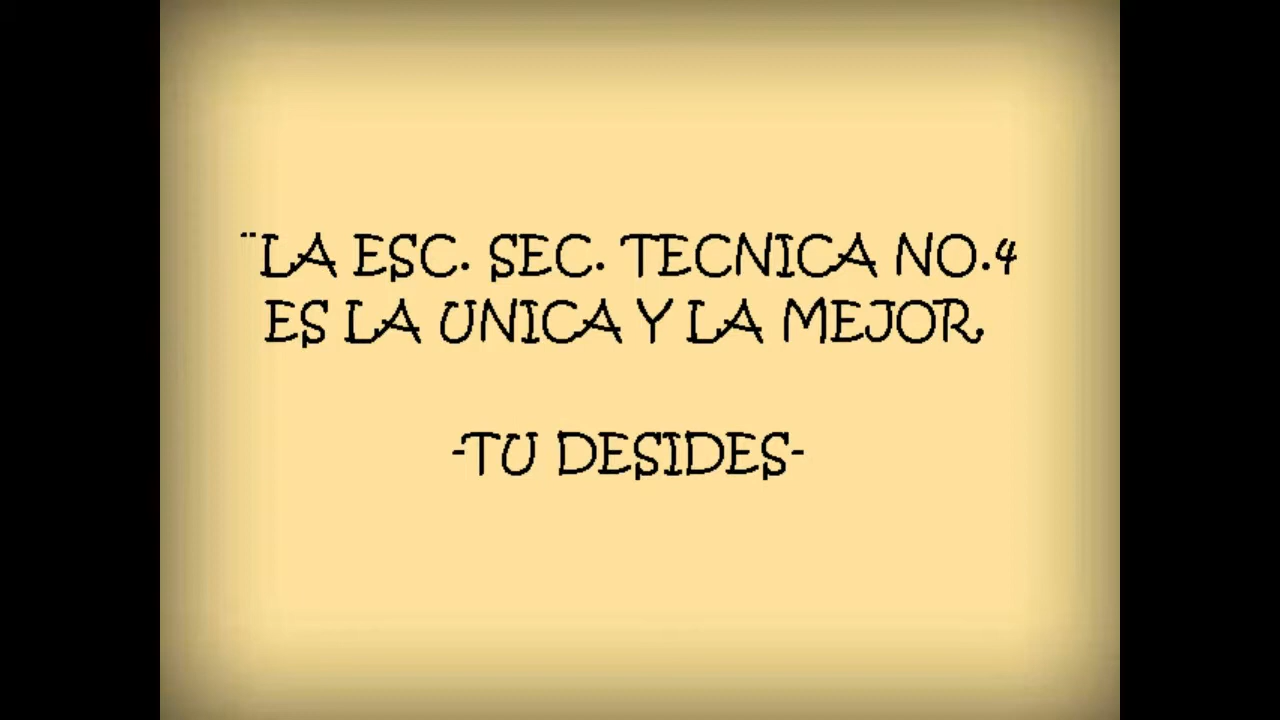 ¨LA ESC. SEC. TECNICA NO.4
ES LA UNICA Y LA MEJOR.
-TU DESIDES-